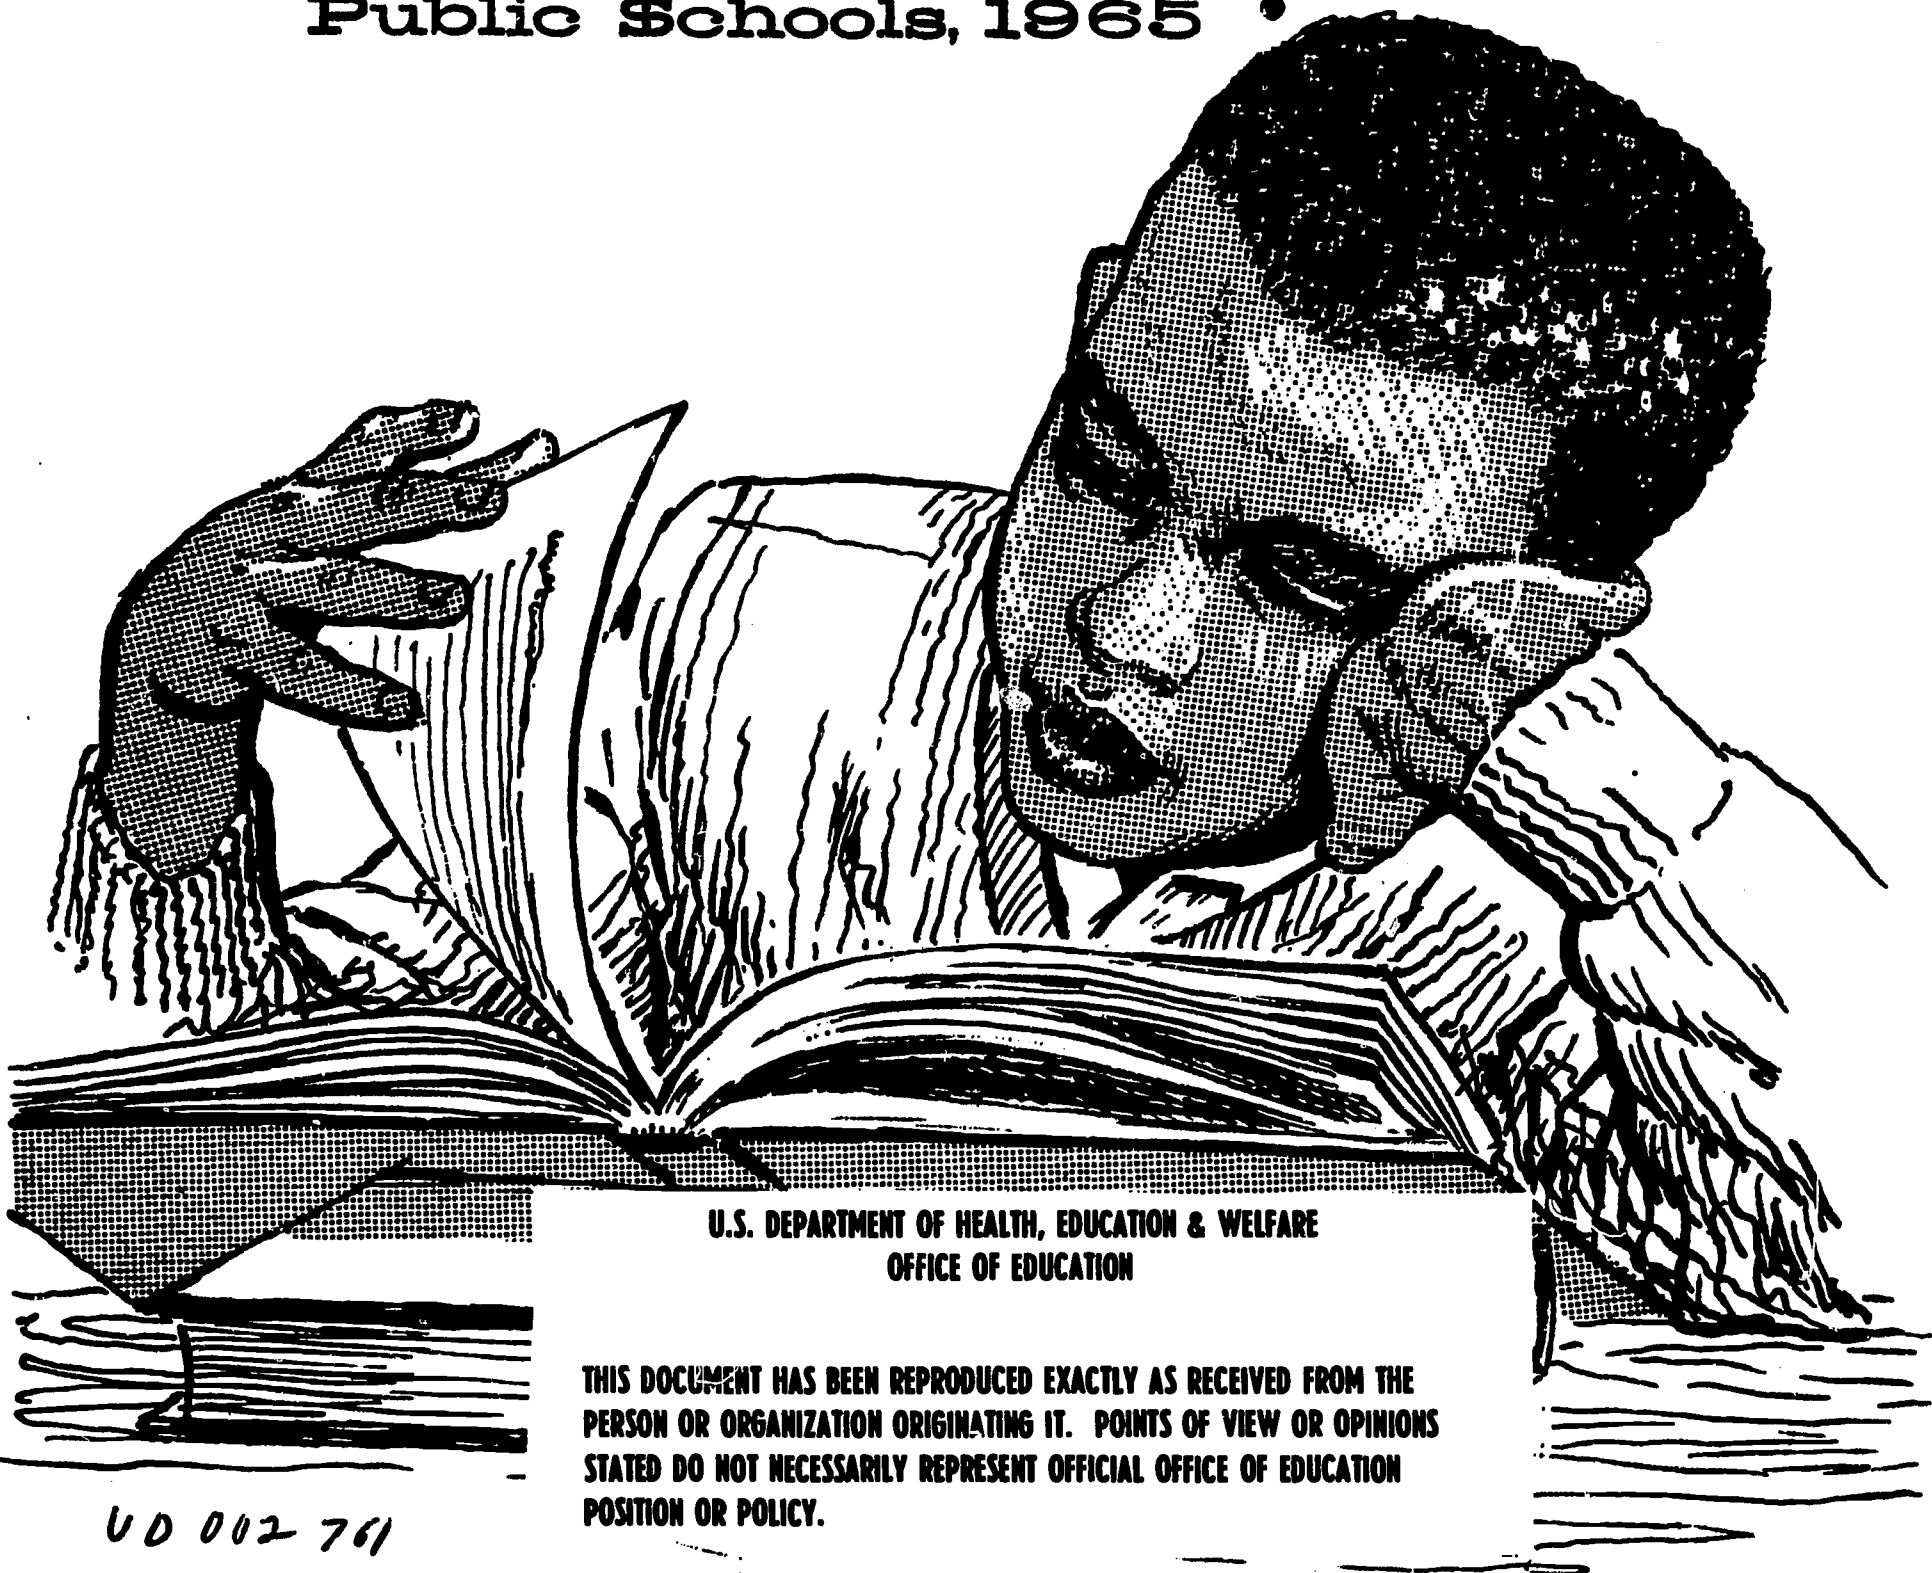 Public Schools, 1965
U.S. DEPARTMENT OF HEALTH, EDUCATION & WELFARE
OFFICE OF EDUCATION
THIS DOCUMENT HAS BEEN REPRODUCED EXACTLY AS RECEIVED FROM THE
PERSON OR ORGANIZATION ORIGINATING IT. POINTS OF VIEW OR OPINIONS
STATED DO NOT NECESSARILY REPRESENT OFFICIAL OFFICE OF EDUCATION
POSITION OR POLICY.
UD 002 761